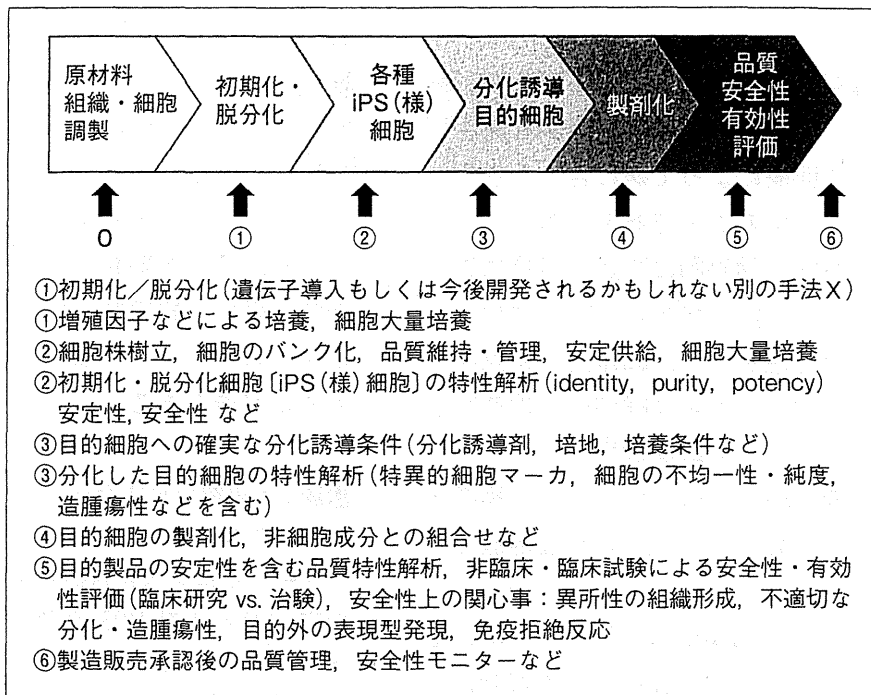 原材料
組織・細胞
調製
初期化・
脱分化
各種
iPS(様)
細胞
分化誘導
目的細胞
製剤化
品質
安全性
有効性
評価
0
①
②
③
④
⑤
⑥
①初期化／脱分化(遺伝子導入もしくは今後開発されるかもしれない別の手法X)
①増殖因子などによる培養，細胞大量培養
②細胞株樹立，細胞のバンク化，品質維持・管理，安定供給，細胞大量培養
②初期化・脱分化細胞〔iPS(様)細胞〕の特性解析(identity, purity, potency)
安定性, 安全性 など
③目的細胞への確実な分化誘導条件(分化誘導剤，培地，培養条件など)
③分化した目的細胞の特性解析(特異的細胞マーカ，細胞の不均一性・純度，
造腫瘍性などを含む)
④目的細胞の製剤化，非細胞成分との組合せなど
⑤目的製品の安定性を含む品質特性解析，非臨床・臨床試験による安全性・有効
性評価(臨床研究 vs. 治験)，安全性上の関心事：異所性の組織形成，不適切な
分化・造腫瘍性，目的外の表現型発現，免疫拒絶反応
⑥製造販売承認後の品質管理，安全性モニターなど